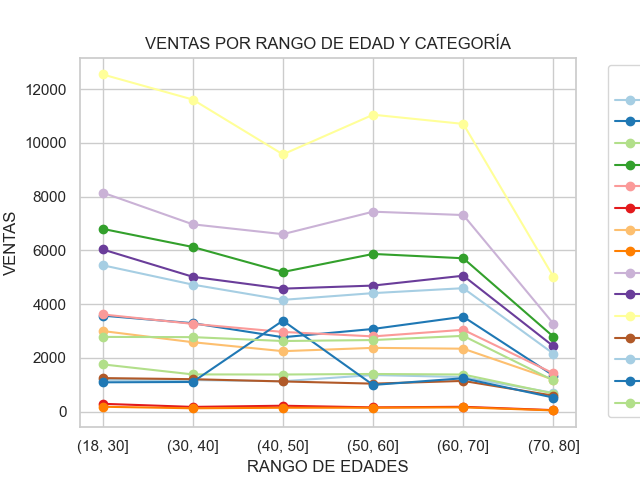 VENTAS POR RANGO DE EDAD Y CATEGORÍA
12000
10000
8000
6000
4000
2000
0
VENTAS
(18, 30] (30, 40] (40, 50] (50, 60] (60, 70] (70, 80]
RANGO DE EDADES